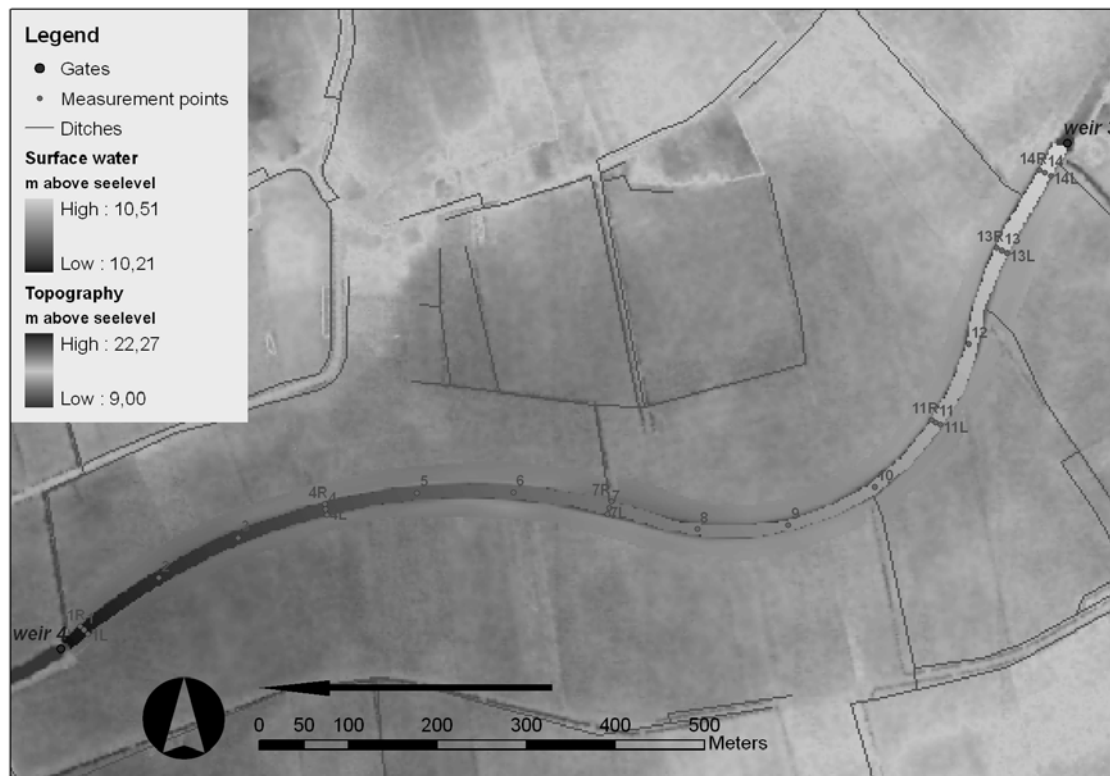 Legend
Gates
Measurement points
Ditches
Surface water
m above seelevel
High : 10,51
Low : 10,21
Topography
m above seelevel
High : 22,27
Low : 9,00
weir
14R 14
14L
13R 13
13L
12
11R 11
11L
10
9
8
7R 7
7L
6
5
4R 4
4L
3
2
1R 1
1L
weir 4
0 50 100 200 300 400 500
Meters